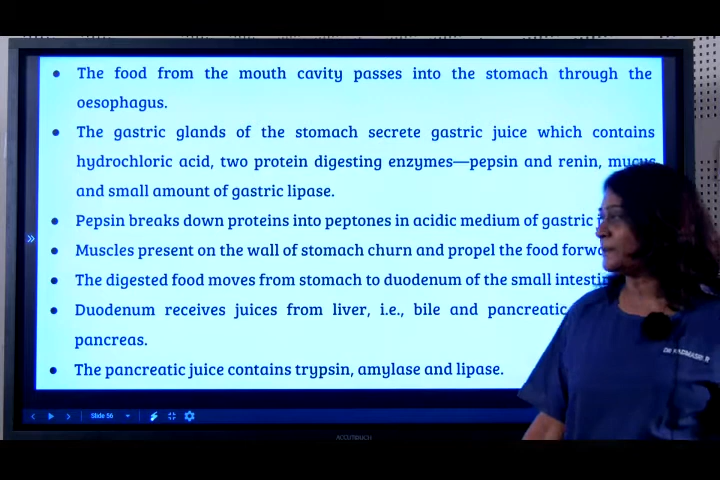 • The food from the mouth cavity passes into the stomach through the
oesophagus.
• The gastric glands of the stomach secrete gastric juice which contains
hydrochloric acid, two protein digesting enzymes—pepsin and renin, mucus
and small amount of gastric lipase.
• Pepsin breaks down proteins into peptones in acidic medium of gastric
• Muscles present on the wall of stomach churn and propel the food
• The digested food moves from stomach to duodenum of the small
• Duodenum receives juices from liver, i.e., bile and pancreatic
pancreas.
• The pancreatic juice contains trypsin, amylase and lipase.
Slide 56